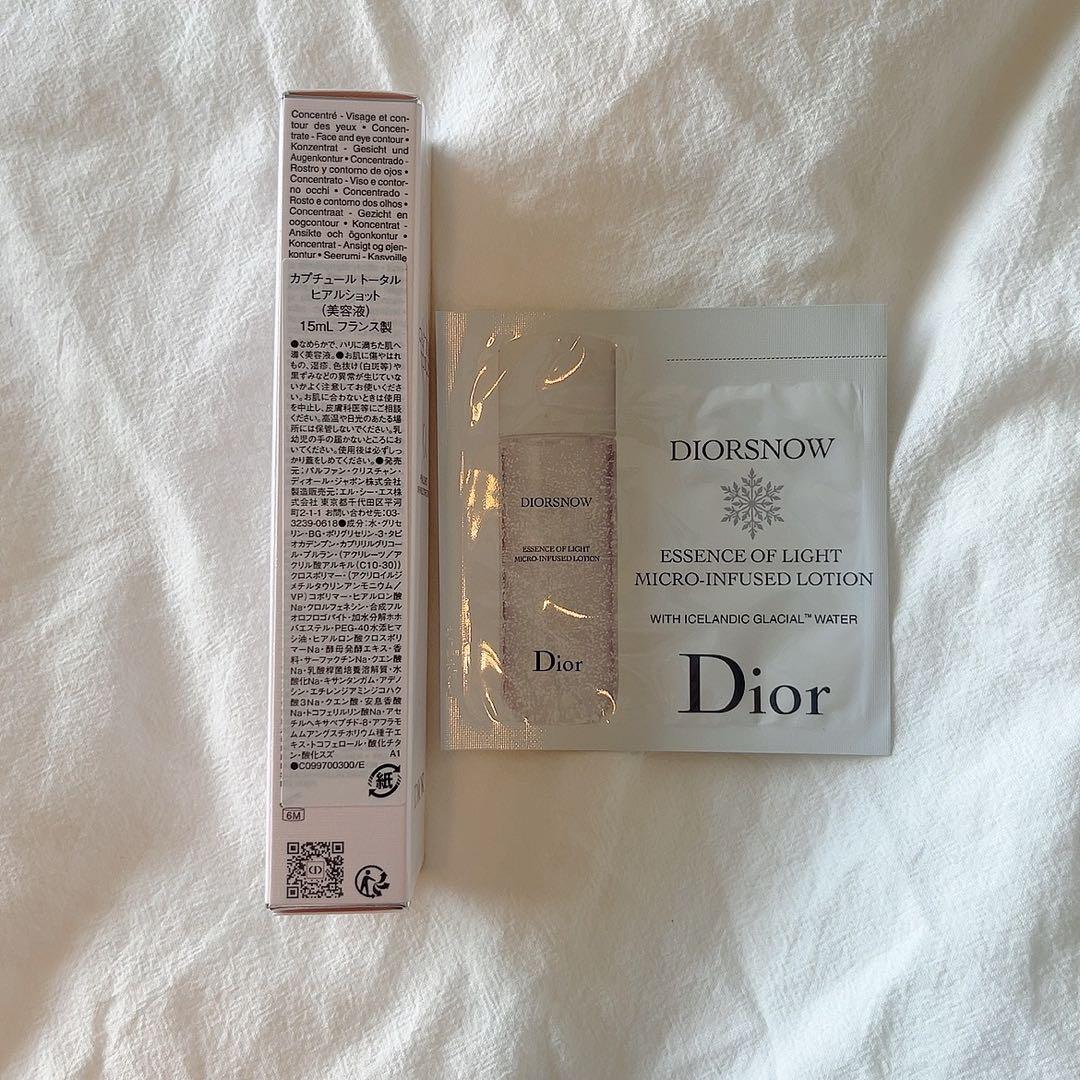 Concentré - Visage et con-
tour des yeux • Concen-
trate - Face and eye contour •
Konzentrat - Gesicht und
Augenkontur • Concentrado -
Rostro y contorno de ojos •
Concentrato - Viso e contor-
no occhi • Concentrado -
Rosto e contorno dos olhos •
Concentraat - Gezicht en
oogcontour • Koncentrat -
Ansikte och ögonkontur •
Koncentrat - Ansigt og øjen-
kontur • Seerumi - Kasvoille
カプチュール トータル
ヒアルショット
(美容液)
15mL フランス製
●なめらかで、ハリに満ちた肌へ
導く美容液。●お肌に傷やはれ
もの、湿疹、色抜け(白斑等)や
黒ずみなどの異常が生じていな
いかよく注意してお使いくださ
い。お肌に合わないときは使用
を中止し、皮膚科医等にご相談
ください。高温や日光のあたる場
所には保管しないでください。乳
幼児の手の届かないところにお
いてください。使用後は必ずしっ
かり蓋をしめてください。●発売
元:パルファン・クリスチャン・
ディオール・ジャポン株式会社
製造販売元:エル・シー・エス株
式会社 東京都千代田区平河
町2-1-1 お問い合わせ先:03-
3239-0618●成分:水・グリセ
リン・BG・ポリグリセリン-3・タピ
オカデンプン・カプリリルグリコー
ル・プルラン・(アクリレーツ/ア
クリル酸アルキル(C10-30))
クロスポリマー・(アクリロイルジ
メチルタウリンアンモニウム/
VP)コポリマー・ヒアルロン酸
Na・クロルフェネシン・合成フル
オロフロゴパイト・加水分解ホホ
バエステル・PEG-40水添ヒマ
シ油・ヒアルロン酸クロスポリ
マーNa・酵母発酵エキス・香
料・サーファクチンNa・クエン酸
Na・乳酸桿菌培養溶解質・水
酸化Na・キサンタンガム・アデノ
シン・エチレンジアミンジコハク
酸3Na・クエン酸・安息香酸
Na・トコフェリルリン酸Na・アセ
チルヘキサペプチド-8・アフラモ
ムムアングスチホリウム種子エ
キス・トコフェロール・酸化チタ
ン・酸化スズ A1
●C099700300/E
紙
6M
CD
DIORSNOW
ESSENCE OF LIGHT
MICRO-INFUSED LOTION
Dior
DIORSNOW
ESSENCE OF LIGHT
MICRO-INFUSED LOTION
WITH ICELANDIC GLACIAL™ WATER
Dior